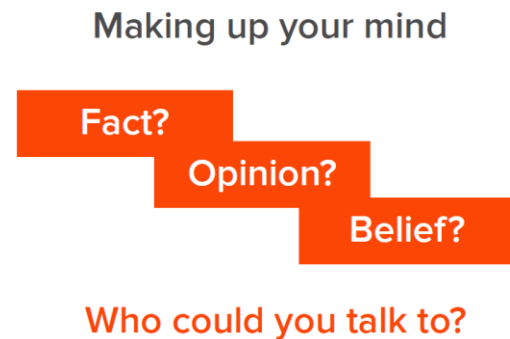 Making up your mind
Fact?
Opinion?
Belief?
Who could you talk to?